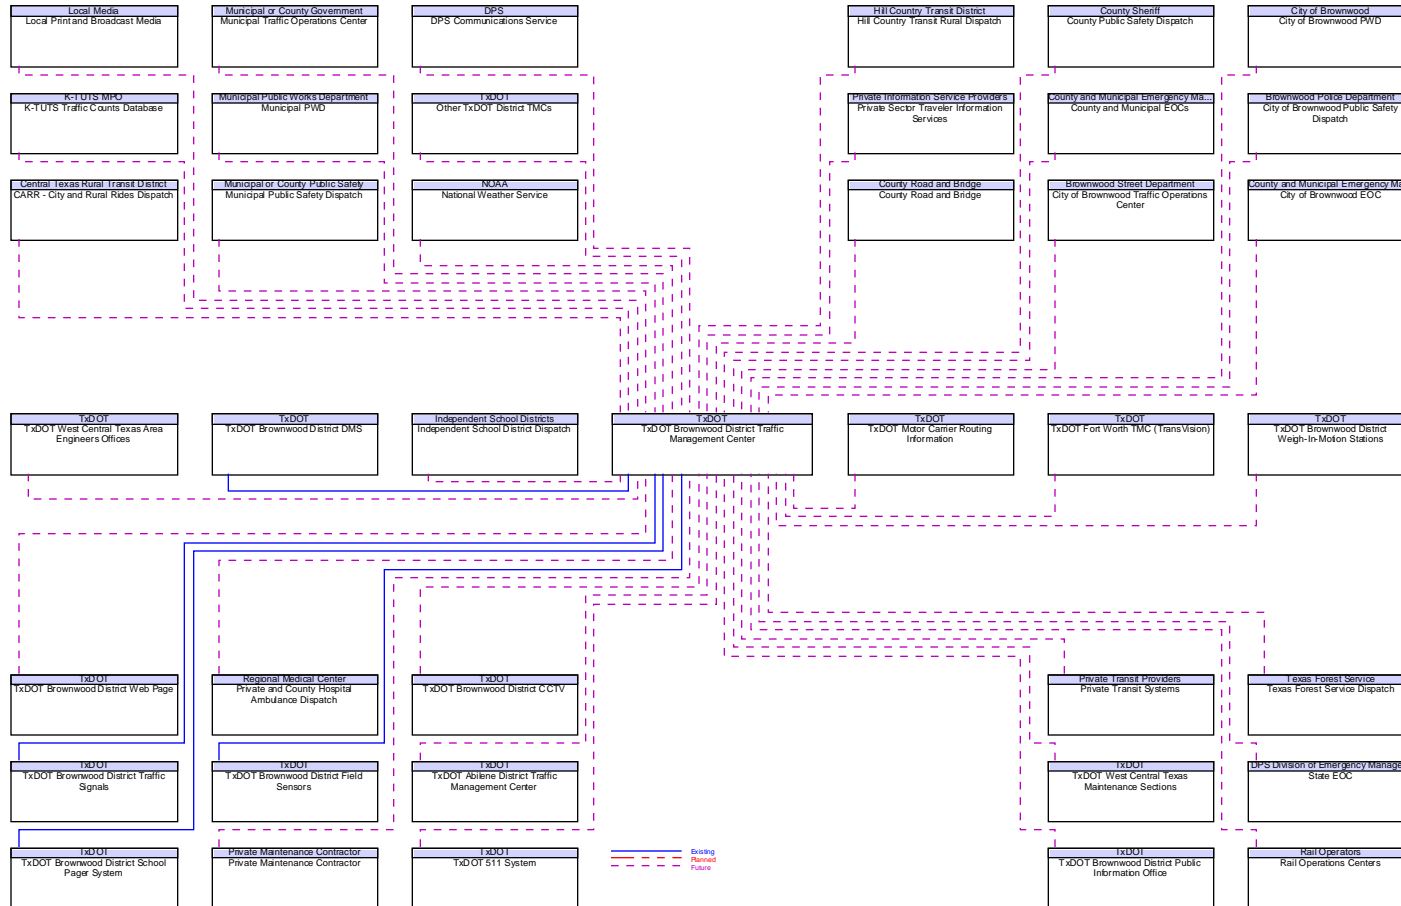 Local Media
Local Print and Broadcast Media
Municipal or County Government
Municipal Traffic Operations Center
DPS
DPS Communications Service
Hill Country Transit District
Hill Country Transit Rural Dispatch
County Sheriff
County Public Safety Dispatch
City of Brownwood
City of Brownwood PWD
K-TUTS MPO
K-TUTS Traffic Counts Database
Municipal Public Works Department
Municipal PWD
TxDOT
Other TxDOT District TMCs
Private Information Service Providers
Private Sector Traveler Information
Services
County and Municipal Emergency Ma...
County and Municipal EOCs
Brownwood Police Department
City of Brownwood Public Safety
Dispatch
Central Texas Rural Transit District
CARR - City and Rural Rides Dispatch
Municipal or County Public Safety
Municipal Public Safety Dispatch
NOAA
National Weather Service
County Road and Bridge
County Road and Bridge
Brownwood Street Department
City of Brownwood Traffic Operations
Center
County and Municipal Emergency Ma
City of Brownwood EOC
TxDOT
TxDOT West Central Texas Area
Engineers Offices
TxDOT
TxDOT Brownwood District DMS
Independent School Districts
Independent School District Dispatch
TxDOT
TxDOT Brownwood District Traffic
Management Center
TxDOT
TxDOT Motor Carrier Routing
Information
TxDOT
TxDOT Fort Worth TMC (TransVision)
TxDOT
TxDOT Brownwood District
Weigh-In-Motion Stations
TxDOT
TxDOT Brownwood District Web Page
Regional Medical Center
Private and County Hospital
Ambulance Dispatch
TxDOT
TxDOT Brownwood District CCTV
Private Transit Providers
Private Transit Systems
Texas Forest Service
Texas Forest Service Dispatch
TxDOT
TxDOT Brownwood District Traffic
Signals
TxDOT
TxDOT Brownwood District Field
Sensors
TxDOT
TxDOT Abilene District Traffic
Management Center
TxDOT
TxDOT West Central Texas
Maintenance Sections
DPS Division of Emergency Manage
State EOC
TxDOT
TxDOT Brownwood District School
Pager System
Private Maintenance Contractor
Private Maintenance Contractor
TxDOT
TxDOT 511 System
Existing
Planned
Future
TxDOT
TxDOT Brownwood District Public
Information Office
Rail Operators
Rail Operations Centers